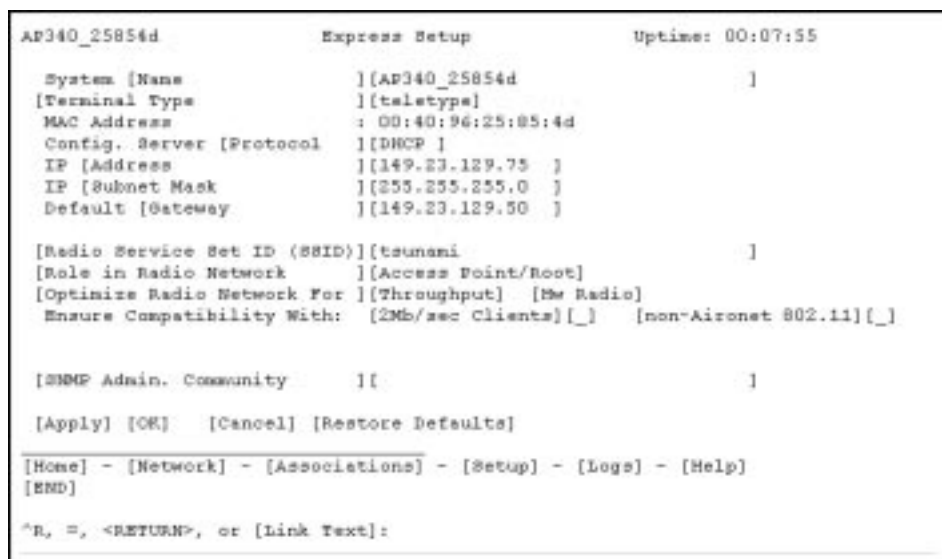 AP340_25854d Express Setup Uptime: 00:07:55
System [Name ][AP340_25854d ]
[Terminal Type ][teletype]
MAC Address : 00:40:96:25:85:4d
Config. Server [Protocol ][DHCP ]
IP [Address ][149.23.129.75 ]
IP [Subnet Mask ][255.255.255.0 ]
Default [Gateway ][149.23.129.50 ]
[Radio Service Set ID (SSID)][tsunami ]
[Role in Radio Network ][Access Point/Root]
[Optimize Radio Network For ][Throughput] [Hw Radio]
Ensure Compatibility With: [2Mb/sec Clients][_] [non-Aironet 802.11][_]
[SNMP Admin. Community ][ ]
[Apply] [OK] [Cancel] [Restore Defaults]
[Home] - [Network] - [Associations] - [Setup] - [Logs] - [Help]
[END]
^R, =, <RETURN>, or [Link Text]: